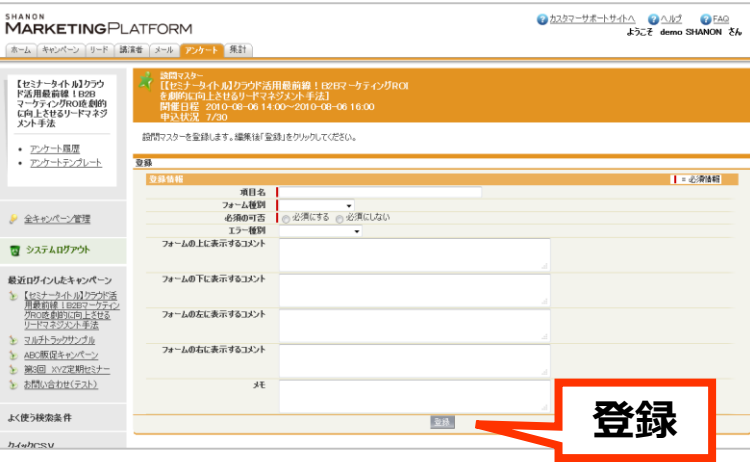 SHANON
MARKETINGPLATFORM
カスタマーサポートサイトへ ヘルプ FAQ
ようこそ demo SHANON さん
ホーム キャンペーン リード 講演者 メール アンケート 集計
【セミナータイトル】クラウ
ド活用最前線!B2B
マーケティングROIを劇的
に向上させるリードマネジ
メント手法
・ アンケート履歴
・ アンケートテンプレート
全キャンペーン管理
システムログアウト
最近ログインしたキャンペーン
【セミナータイトル】クラウド活
用最前線!B2Bマーケティン
グROIを劇的に向上させる
リードマネジメント手法
マルチトラックサンプル
ABC販促キャンペーン
第3回 XYZ定期セミナー
お問い合わせ(テスト)
よく使う検索条件
クイックCSV
設問マスター
[【セミナータイトル】クラウド活用最前線!B2BマーケティングROI
を劇的に向上させるリードマネジメント手法]
開催日程 2010-08-06 14:00～2010-08-06 16:00
申込状況 7/30
設問マスターを登録します。編集後「登録」をクリックしてください。
登録
登録情報
= 必須情報
項目名
フォーム種別
必須の可否 必須にする 必須にしない
エラー種別
フォームの上に表示するコメント
フォームの下に表示するコメント
フォームの左に表示するコメント
フォームの右に表示するコメント
メモ
登録
登録